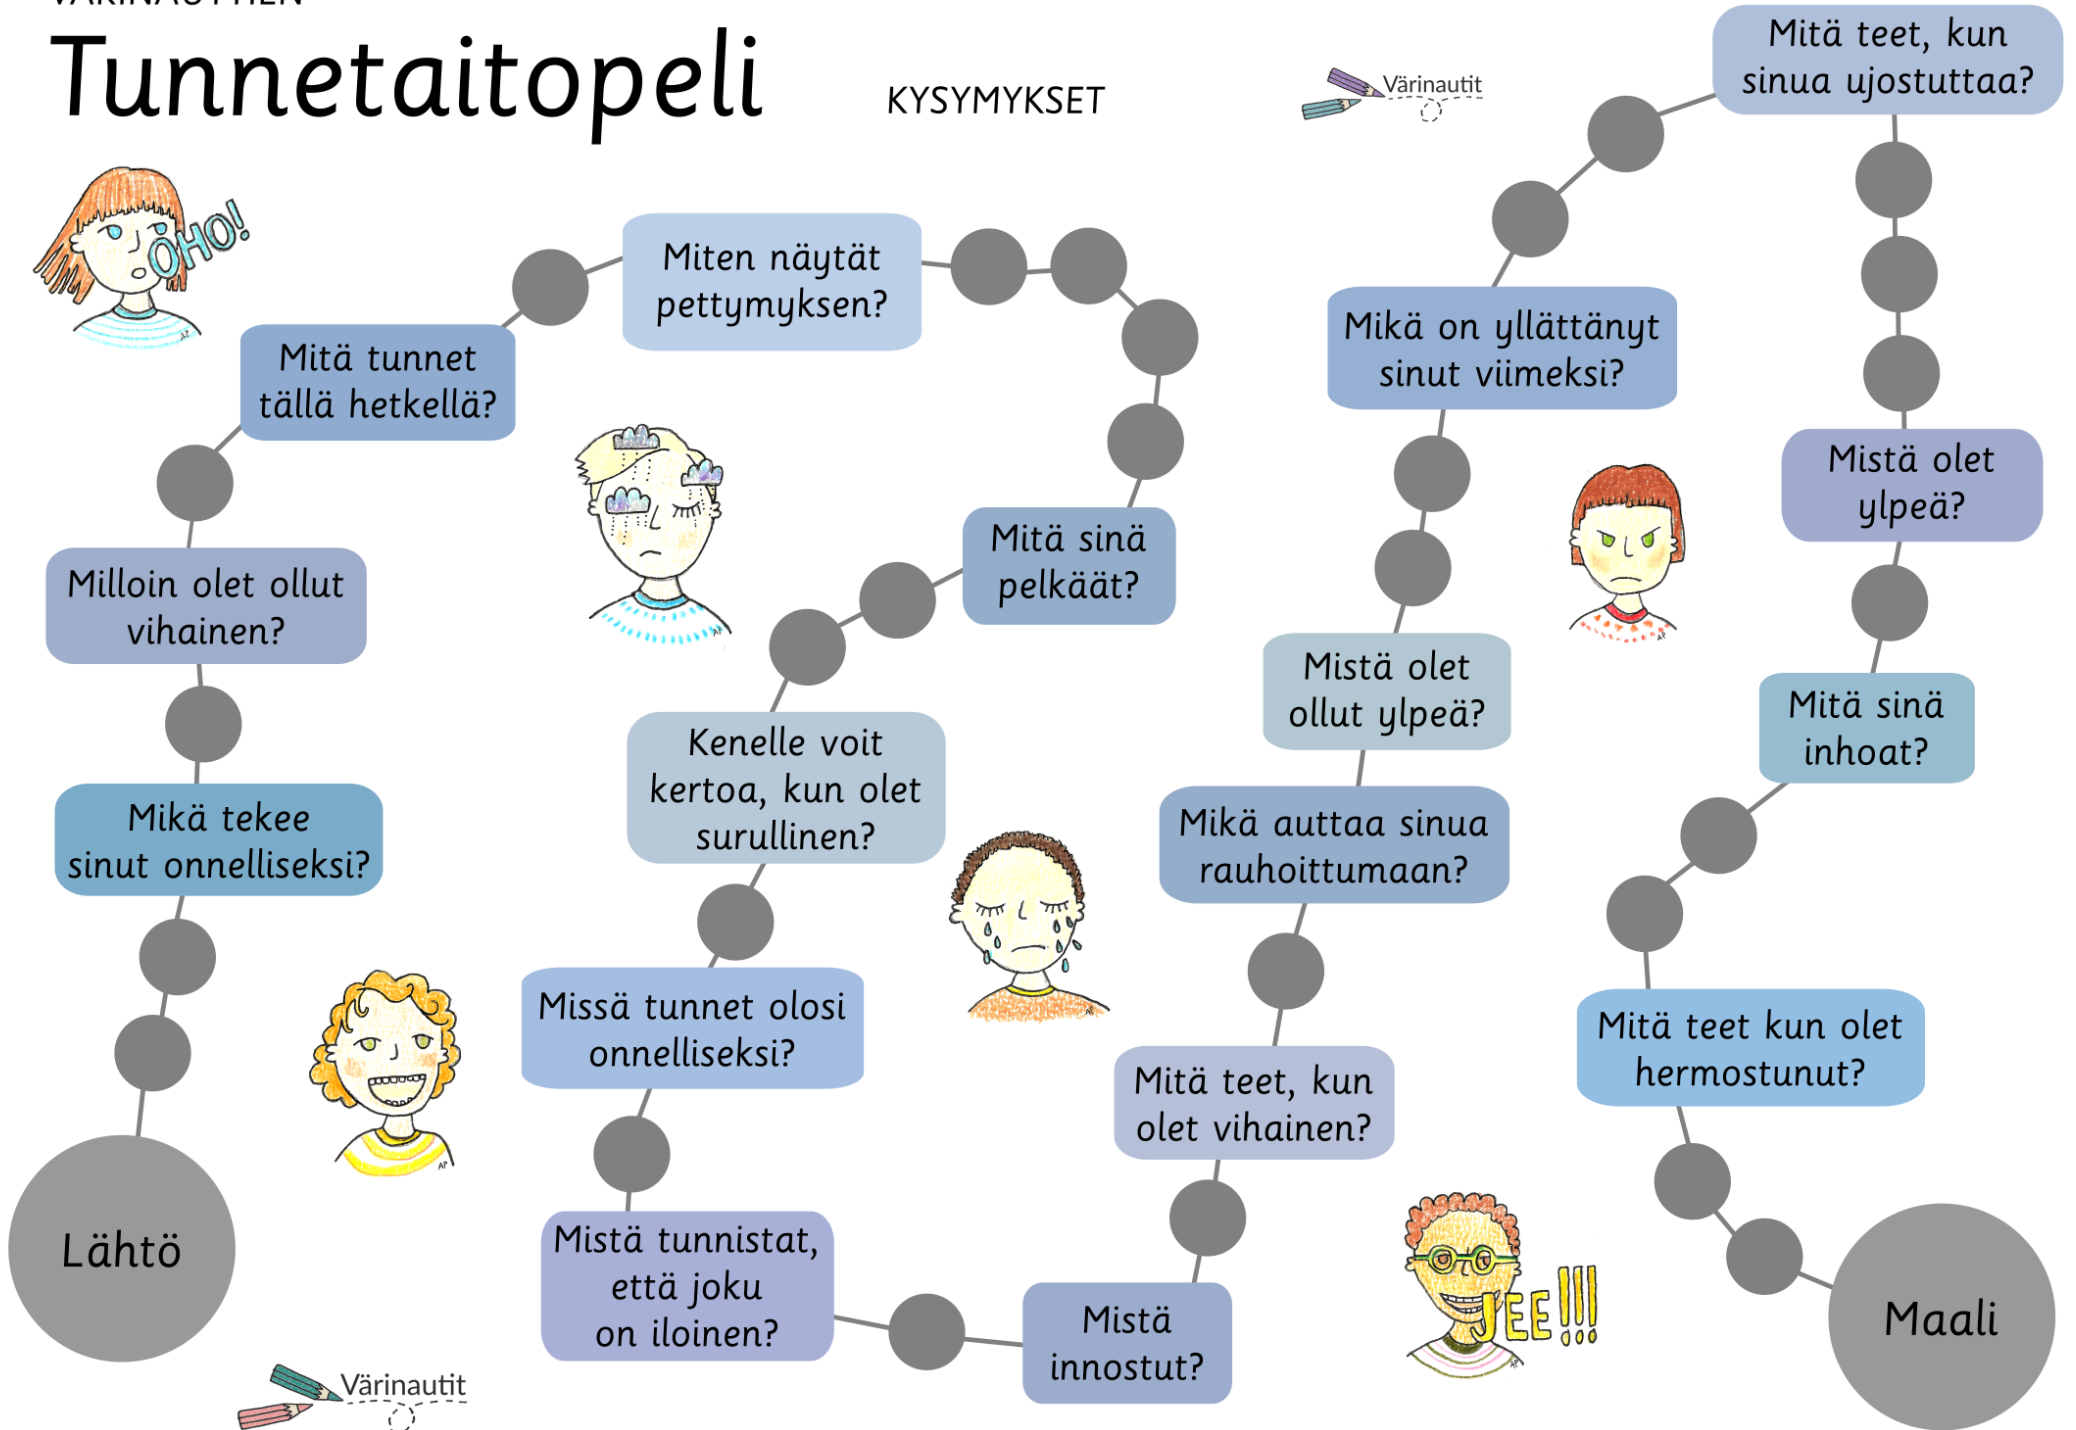 VÄRINAUTTIEN
Tunnetaitopeli
KYSYMYKSET
Värinautit
OHO!
Lähtö
Mikä tekee
sinut onnelliseksi?
Milloin olet ollut
vihainen?
Mitä tunnet
tällä hetkellä?
Miten näytät
pettymyksen?
Mitä sinä
pelkäät?
Kenelle voit
kertoa, kun olet
surullinen?
Missä tunnet olosi
onnelliseksi?
Mistä tunnistat,
että joku
on iloinen?
Mistä
innostut?
Mitä teet, kun
olet vihainen?
Mikä auttaa sinua
rauhoittumaan?
Mistä olet
ollut ylpeä?
Mikä on yllättänyt
sinut viimeksi?
Mitä teet, kun
sinua ujostuttaa?
Mistä olet
ylpeä?
Mitä sinä
inhoat?
Mitä teet kun olet
hermostunut?
Maali
JEE!!!
Värinautit